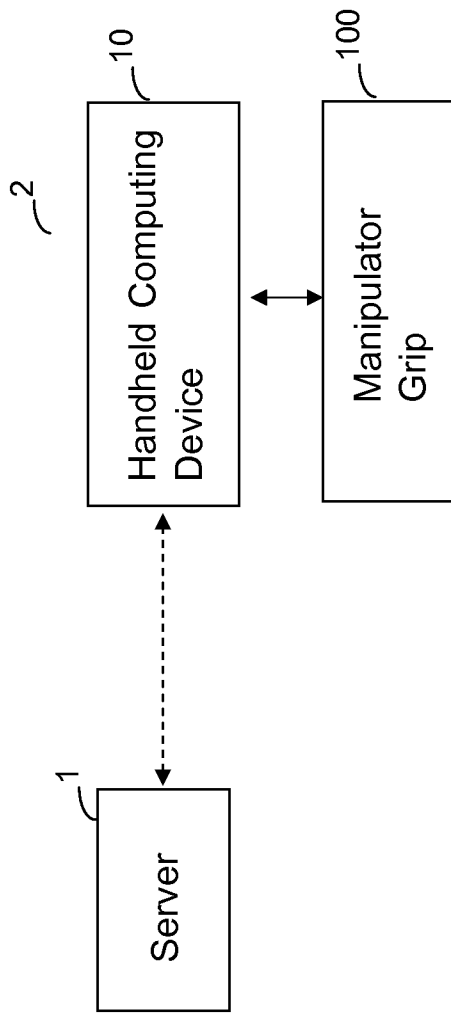 2
10
Handheld Computing
Device
1
Server
100
Manipulator
Grip